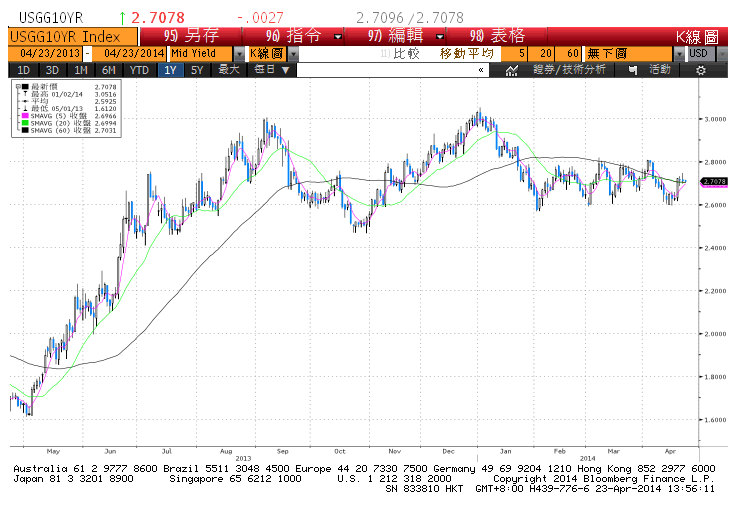 USGG10YR ↑ 2.7078 -.0027 2.7096 / 2.7078
USGG10YR Index 95) 另存 96) 指令 97) 編輯 98) 表格 K線圖
04/23/2013 - 04/23/2014 Mid Yield K線圖 比較 移動平均 5 20 60 無下圖 USD
1D 3D 1M 6M YTD 1Y 5Y 最大 每日 ▼ « 證券/技術分析 活動
最新價 2.7078
最高 01/02/14 3.0516
平均 2.5925
最低 05/01/13 1.6120
SMAVG (5) 收盤 2.6966
SMAVG (20) 收盤 2.6994
SMAVG (60) 收盤 2.7031
3.0000
2.8000
2.7078
2.6000
2.4000
2.2000
2.0000
1.8000
1.6000
May Jun Jul Aug Sep Oct Nov Dec Jan Feb Mar Apr
2013 2014
Australia 61 2 9777 8600 Brazil 5511 3048 4500 Europe 44 20 7330 7500 Germany 49 69 9204 1210 Hong Kong 852 2977 6000
Japan 81 3 3201 8900 Singapore 65 6212 1000 U.S. 1 212 318 2000 Copyright 2014 Bloomberg Finance L.P.
SN 833810 HKT GMT+8:00 H439-776-6 23-Apr-2014 13:56:11